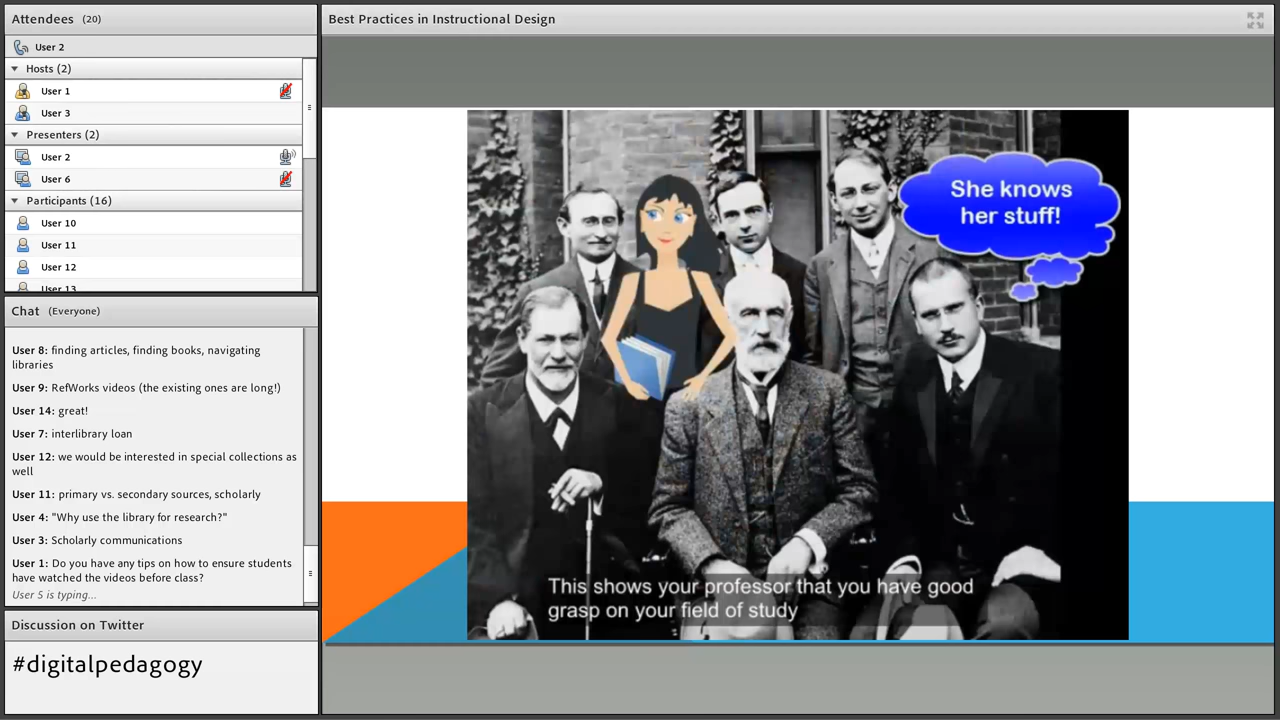 Attendees (20)
User 2
Hosts (2)
User 1
User 3
Presenters (2)
User 2
User 6
Participants (16)
User 10
User 11
User 12
User 13
Chat (Everyone)
User 8: finding articles, finding books, navigating
libraries
User 9: RefWorks videos (the existing ones are long!)
User 14: great!
User 7: interlibrary loan
User 12: we would be interested in special collections as
well
User 11: primary vs. secondary sources, scholarly
User 4: "Why use the library for research?"
User 3: Scholarly communications
User 1: Do you have any tips on how to ensure students
have watched the videos before class?
User 5 is typing...
Discussion on Twitter
#digitalpedagogy
Best Practices in Instructional Design
She knows
her stuff!
This shows your professor that you have good
grasp on your field of study